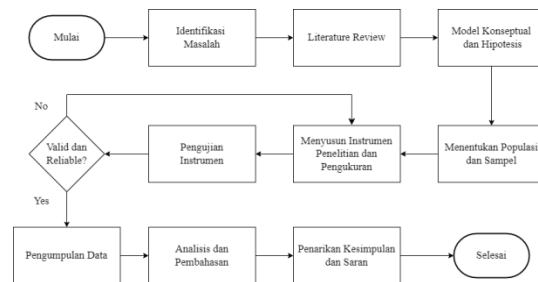 Mulai
Identifikasi
Masalah
Literature Review
Model Konseptual
dan Hipotesis
No
Valid dan
Reliable?
Pengujian
Instrumen
Menyusun Instrumen
Penelitian dan
Pengukuran
Menentukan Populasi
dan Sampel
Yes
Pengumpulan Data
Analisis dan
Pembahasan
Penarikan Kesimpulan
dan Saran
Selesai